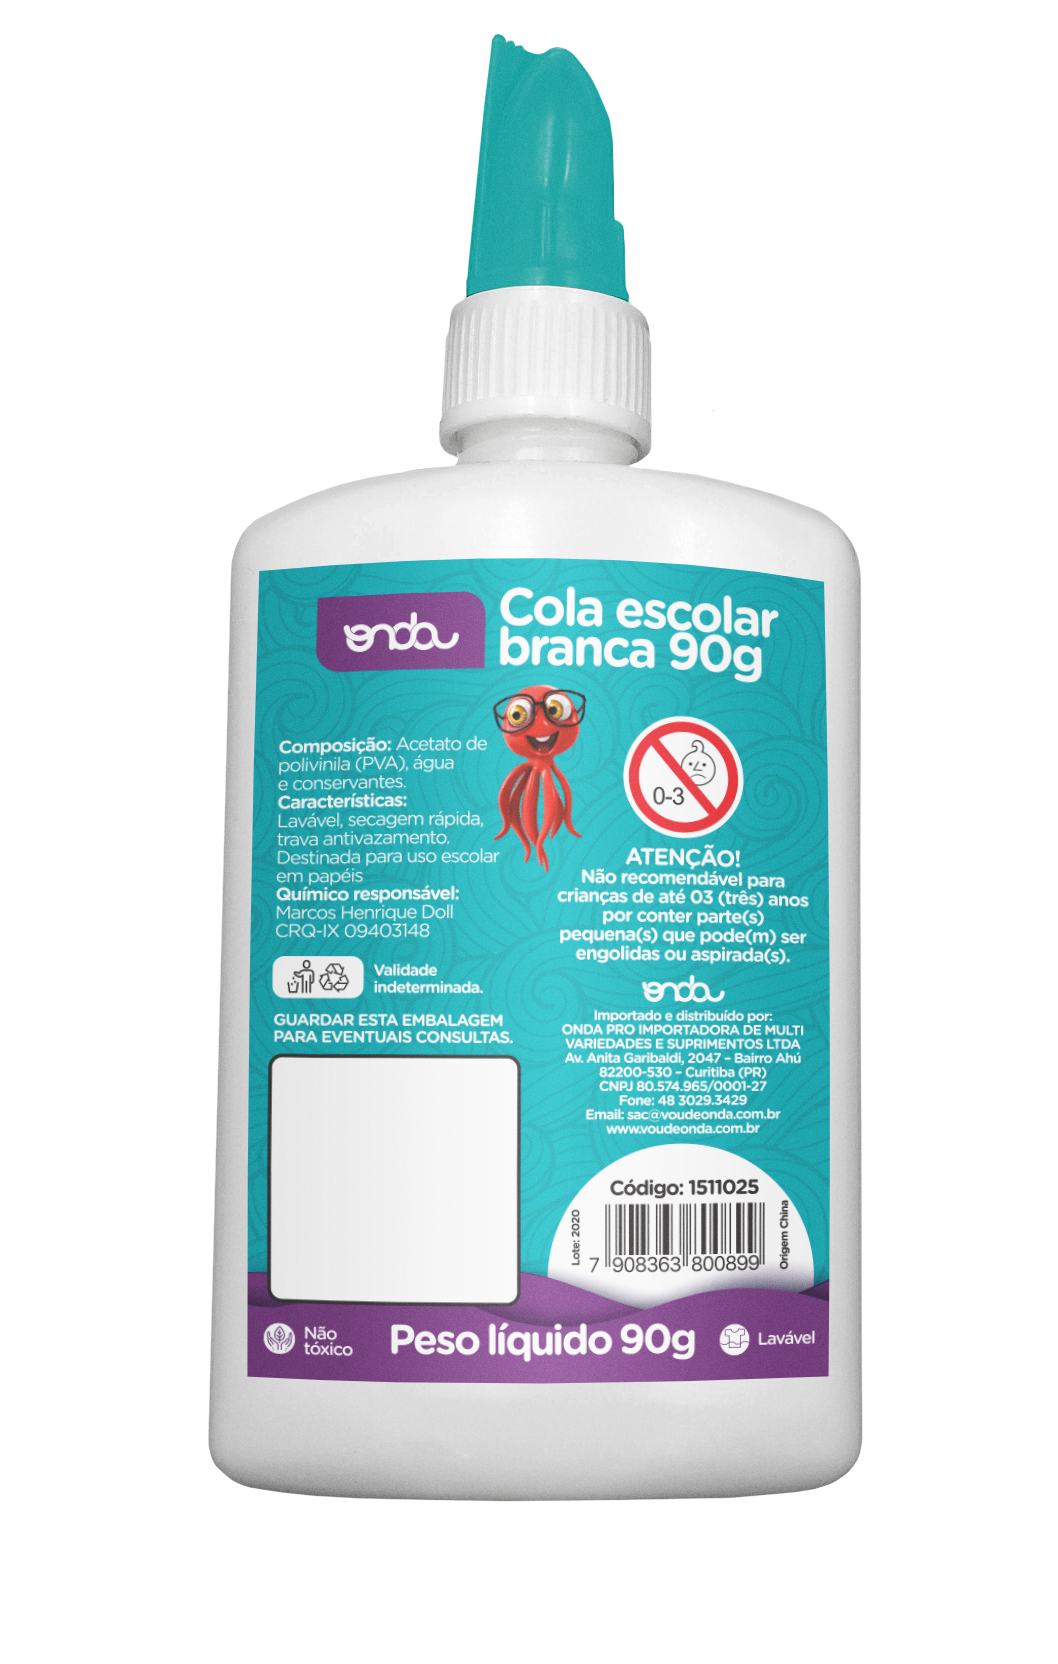 onda
Cola escolar
branca 90g
Composição: Acetato de
polivinila (PVA), água
e conservantes.
Características:
Lavável, secagem rápida,
trava antivazamento.
Destinada para uso escolar
em papéis
Químico responsável:
Marcos Henrique Doll
CRQ-IX 09403148
Validade
indeterminada.
GUARDAR ESTA EMBALAGEM
PARA EVENTUAIS CONSULTAS.
0-3
ATENÇÃO!
Não recomendável para
crianças de até 03 (três) anos
por conter parte(s)
pequena(s) que pode(m) ser
engolidas ou aspirada(s).
onda
Importado e distribuído por:
ONDA PRO IMPORTADORA DE MULTI
VARIEDADES E SUPRIMENTOS LTDA
Av. Anita Garibaldi, 2047 – Bairro Ahú
82200-530 – Curitiba (PR)
CNPJ 80.574.965/0001-27
Fone: 48 3029.3429
Email: sac@voudeonda.com.br
www.voudeonda.com.br
Código: 1511025
Lote: 2020
7 908363 800899
Origem China
Não
tóxico
Peso líquido 90g
Lavável